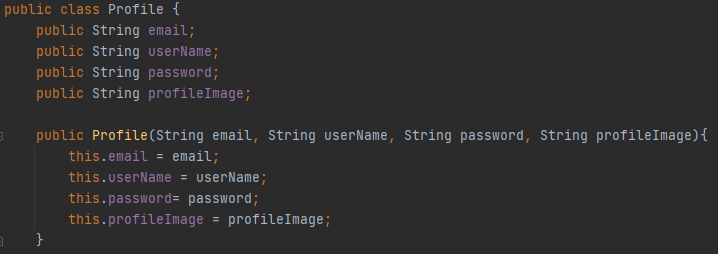 public class Profile {
    public String email;
    public String userName;
    public String password;
    public String profileImage;

    public Profile(String email, String userName, String password, String profileImage){
        this.email = email;
        this.userName = userName;
        this.password= password;
        this.profileImage = profileImage;
    }